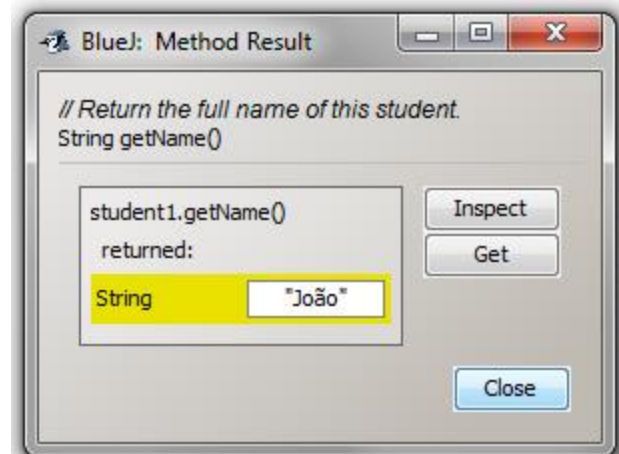 BlueJ: Method Result
// Return the full name of this student.
String getName()
student1.getName()
returned:
String "João"
Inspect
Get
Close